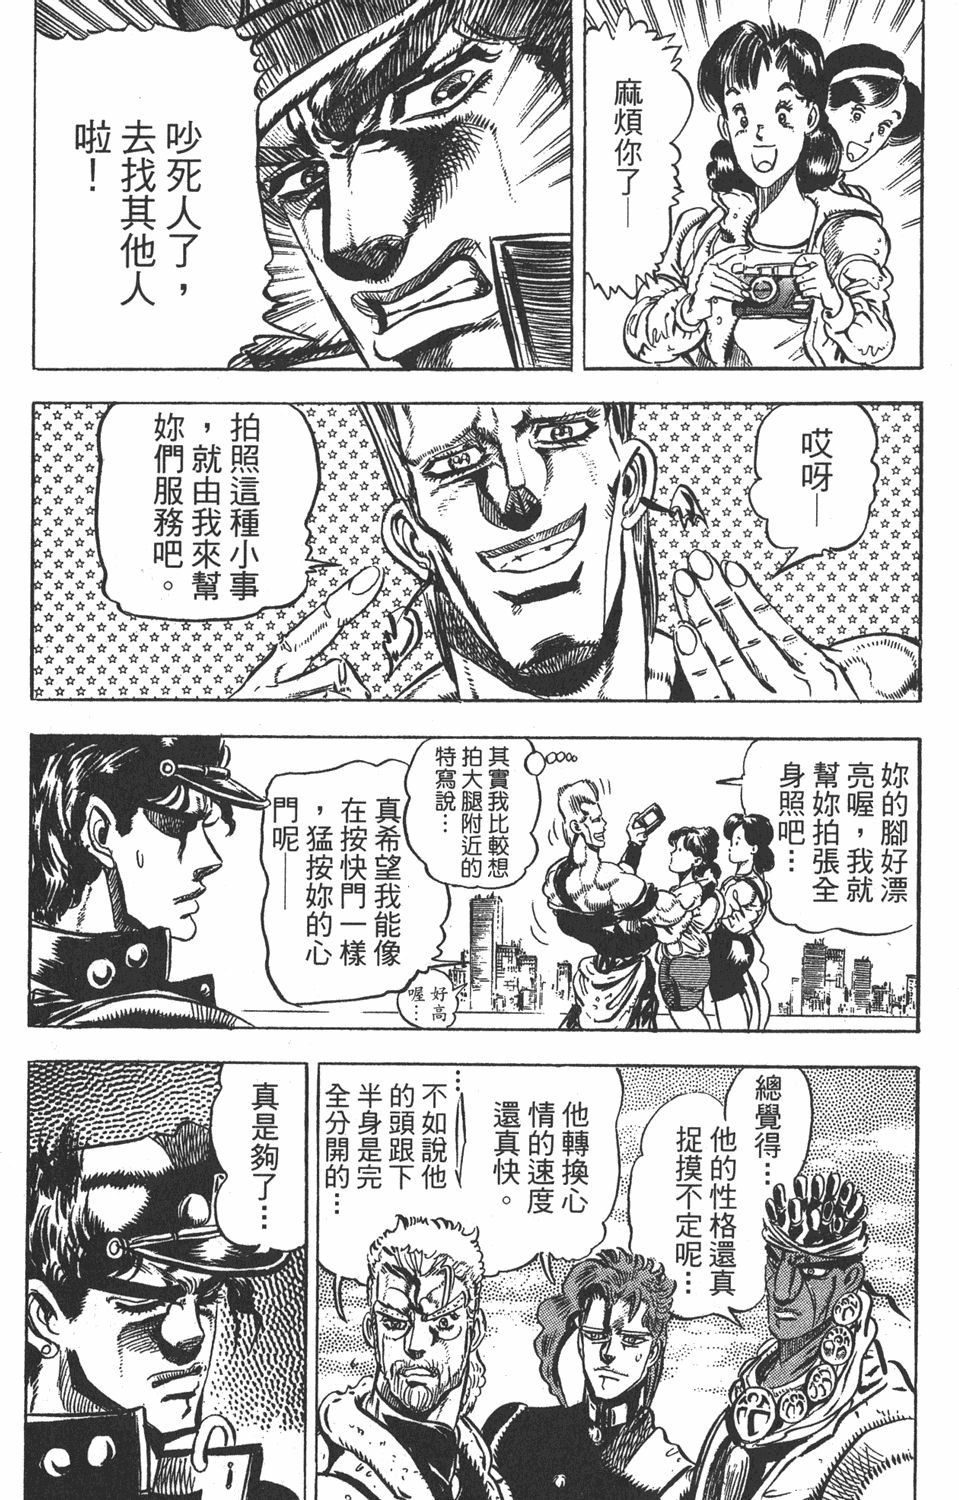 麻煩你了—
吵死人了，
去找其他人
啦！
哎呀—
拍照這種小事
，就由我來幫
妳們服務吧。
妳的腳好漂
亮喔，我就
幫妳拍張全
身照吧…
其實我比較想
拍大腿附近的
特寫說…
真希望我能像
在按快門一樣
，猛按妳的心
門呢—
好高
喔…
總覺得…
他的性格還真
捉摸不定呢…
他轉換心
情的速度
還真快。
…
不如說他
的頭跟下
半身是完
全分開的…
真是夠了…